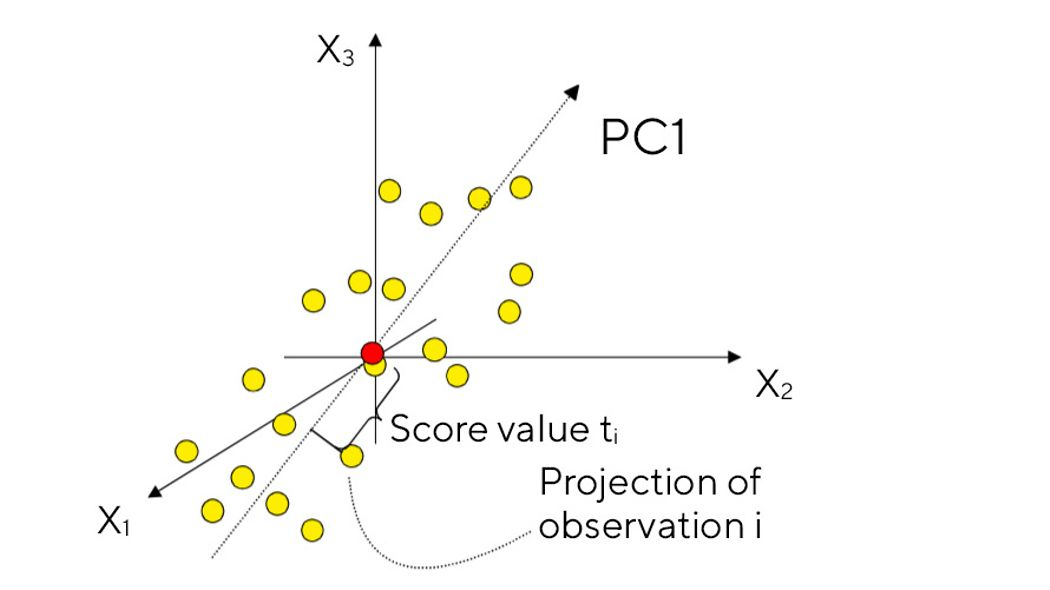 X₃
PC1
X₂
Score value tᵢ
Projection of
observation i
X₁